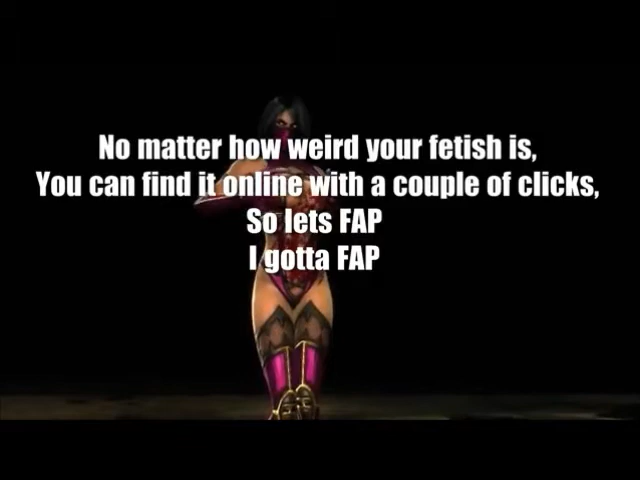 No matter how weird your fetish is,
You can find it online with a couple of clicks,
So lets FAP
I gotta FAP